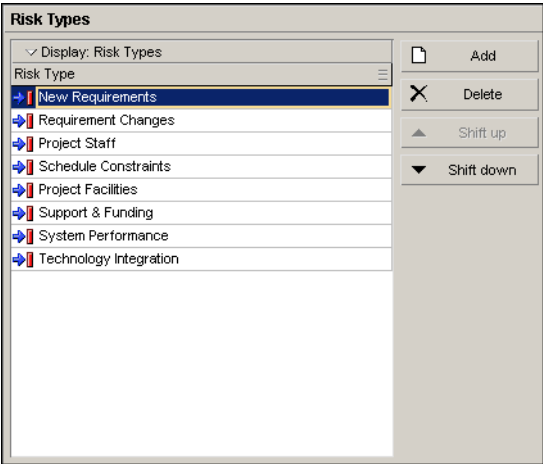 Risk Types
Display: Risk Types
Risk Type
New Requirements
Requirement Changes
Project Staff
Schedule Constraints
Project Facilities
Support & Funding
System Performance
Technology Integration
Add
Delete
Shift up
Shift down